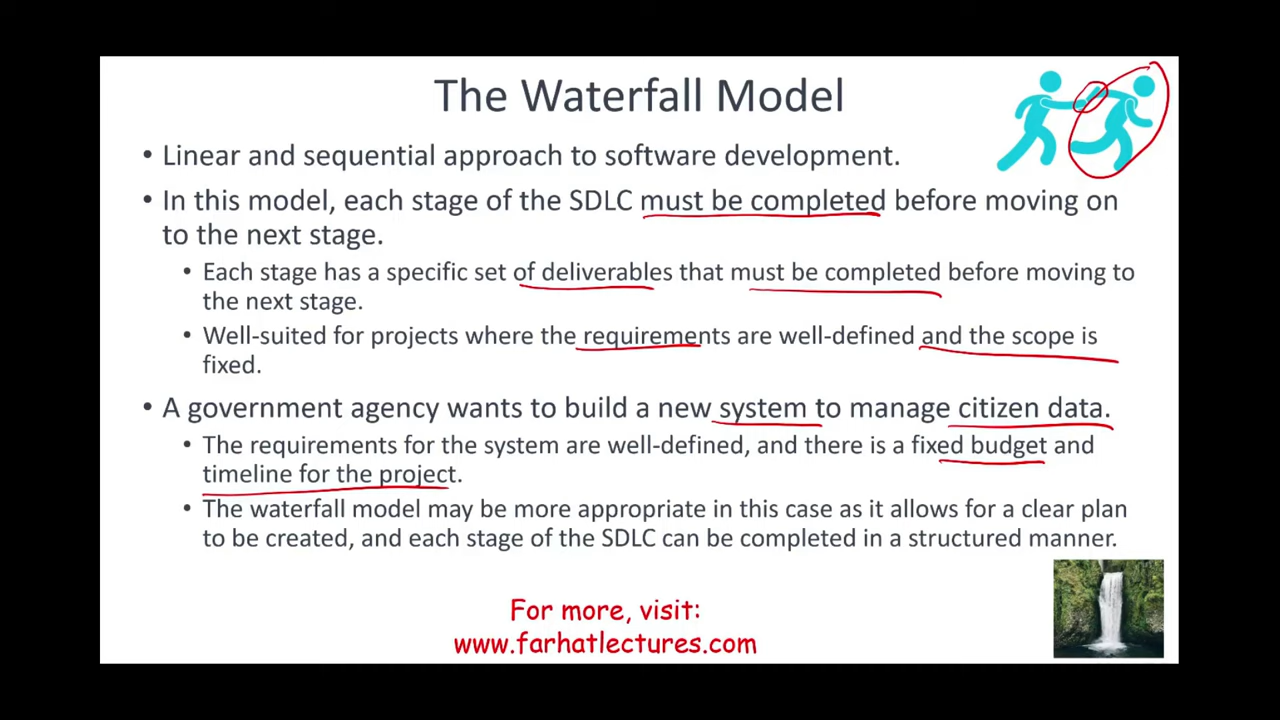 The Waterfall Model
• Linear and sequential approach to software development.
• In this model, each stage of the SDLC must be completed before moving on
to the next stage.
• Each stage has a specific set of deliverables that must be completed before moving to
the next stage.
• Well-suited for projects where the requirements are well-defined and the scope is
fixed.
• A government agency wants to build a new system to manage citizen data.
• The requirements for the system are well-defined, and there is a fixed budget and
timeline for the project.
• The waterfall model may be more appropriate in this case as it allows for a clear plan
to be created, and each stage of the SDLC can be completed in a structured manner.
For more, visit:
www.farhatlectures.com